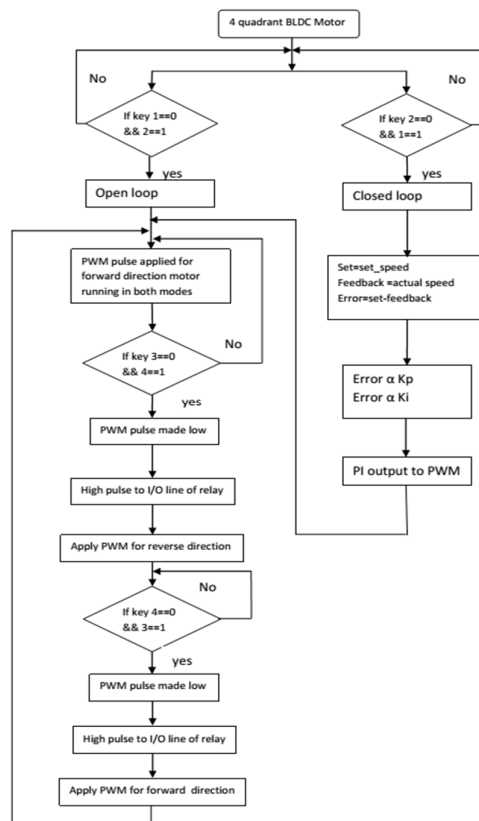 4 quadrant BLDC Motor
No
No
If key 1==0
&& 2==1
If key 2==0
&& 1==1
yes
yes
Open loop
Closed loop
PWM pulse applied for
forward direction motor
running in both modes
Set=set_speed
Feedback =actual speed
Error=set-feedback
No
If key 3==0
&& 4==1
Error α Kp
Error α Ki
yes
PWM pulse made low
PI output to PWM
High pulse to I/O line of relay
Apply PWM for reverse direction
No
If key 4==0
&& 3==1
yes
PWM pulse made low
High pulse to I/O line of relay
Apply PWM for forward direction